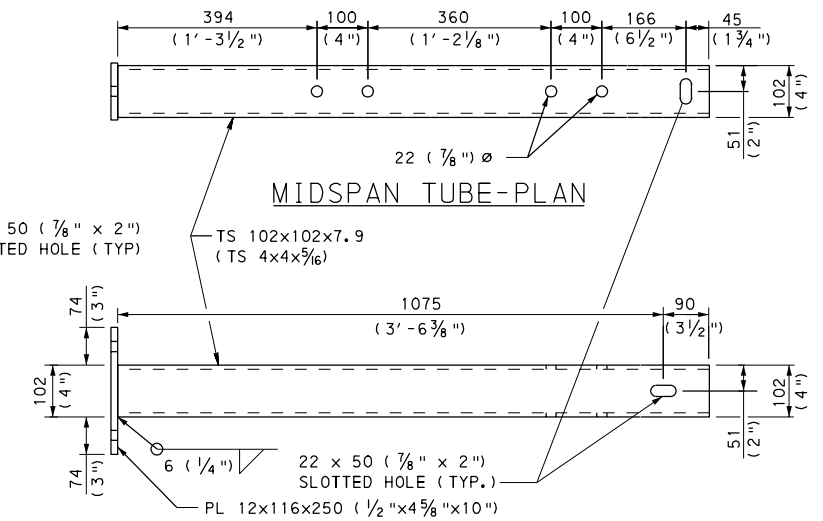 394 100 360 100 166 45
( 1' -3½ ") ( 4") ( 1' -2⅛ ") ( 4") ( 6½ ") ( 1¾ ")
102
( 4")
51
( 2")
22 ( ⅞ ") ø
MIDSPAN TUBE-PLAN
50 ( ⅞ " x 2")
TED HOLE ( TYP)
TS 102x102x7.9
( TS 4x4x5/16)
74
( 3")
1075 90
( 3' -6⅜ ") ( 3½ ")
102
( 4")
102
( 4")
51
( 2")
74
( 3")
6 ( ¼ ")
22 x 50 ( ⅞ " x 2")
SLOTTED HOLE ( TYP.)
PL 12x116x250 ( ½ "x4⅝ "x10")